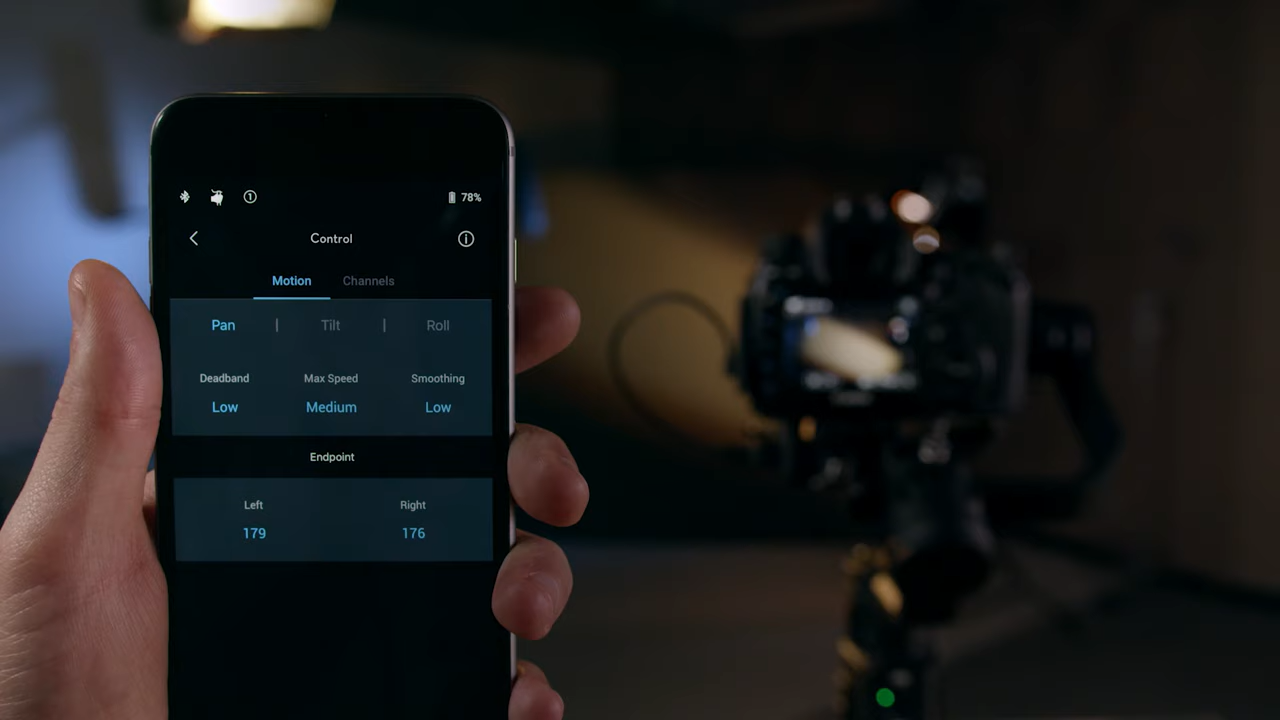 1 78%
Control
Motion Channels
Pan | Tilt | Roll
Deadband Max Speed Smoothing
Low Medium Low
Endpoint
Left Right
179 176